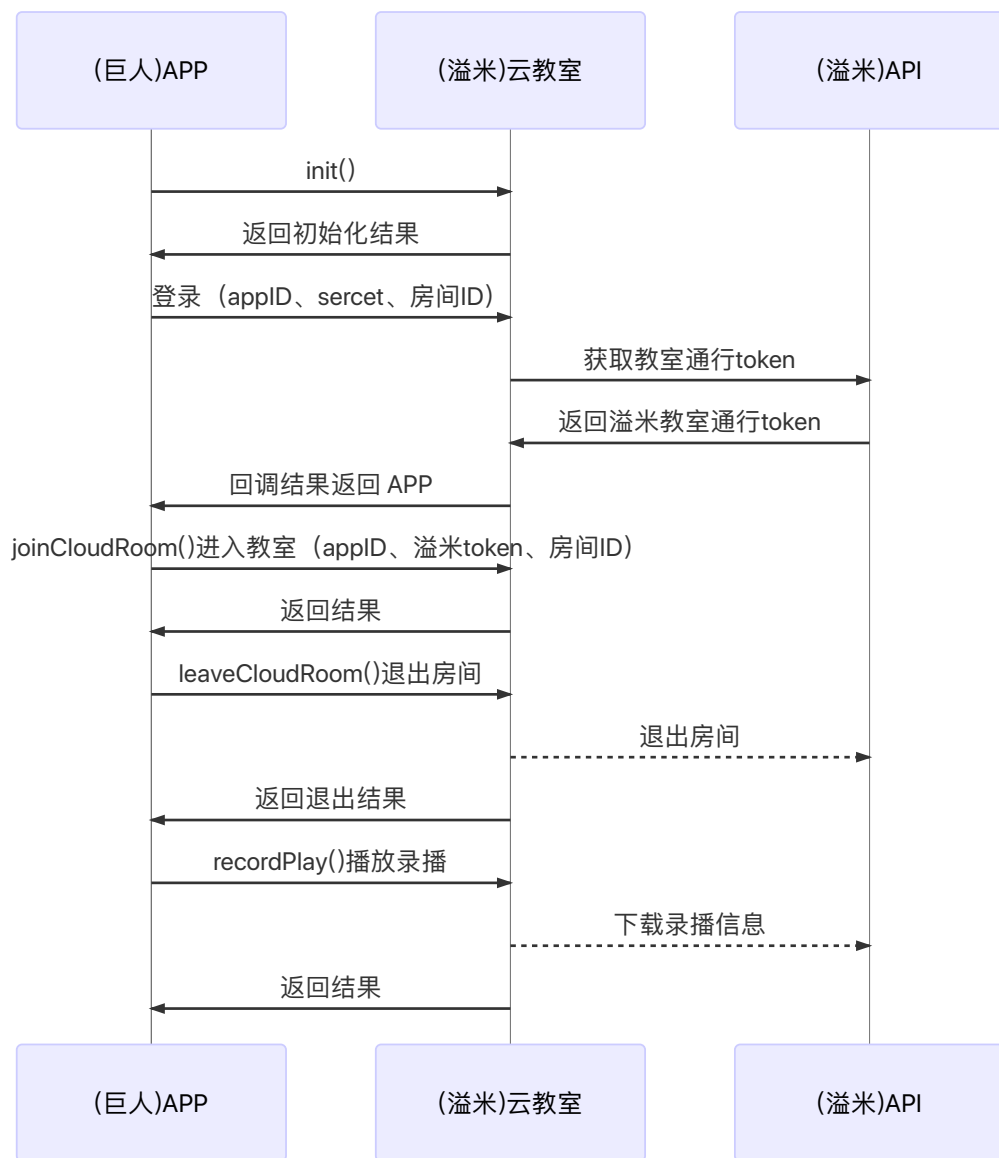 (巨人)APP
(溢米)云教室
(溢米)API
init()
返回初始化结果
登录（appID、sercet、房间ID）
获取教室通行token
返回溢米教室通行token
回调结果返回 APP
joinCloudRoom()进入教室（appID、溢米token、房间ID）
返回结果
leaveCloudRoom()退出房间
退出房间
返回退出结果
recordPlay()播放录播
下载录播信息
返回结果
(巨人)APP
(溢米)云教室
(溢米)API